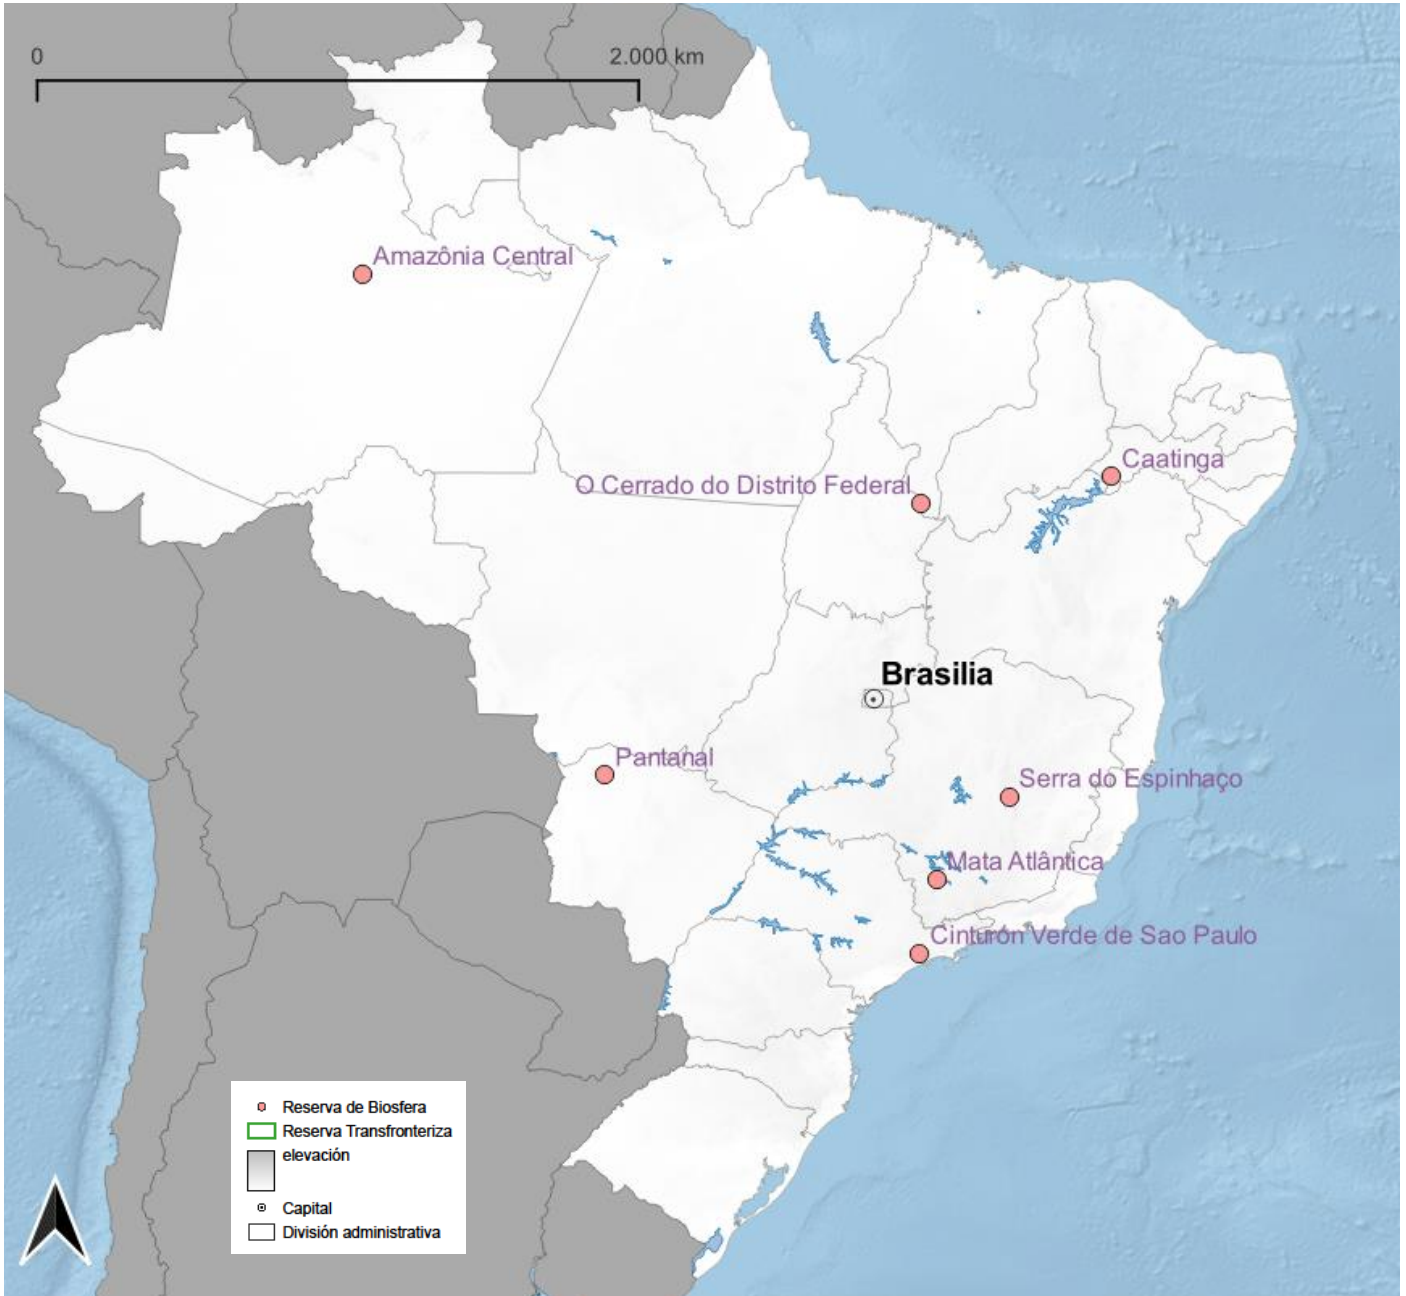 0
2.000 km
Amazônia Central
Caatinga
O Cerrado do Distrito Federal
Brasilia
Pantanal
Serra do Espinhaço
Mata Atlântica
Cinturón Verde de Sao Paulo
Reserva de Biosfera
Reserva Transfronteriza
elevación
Capital
División administrativa